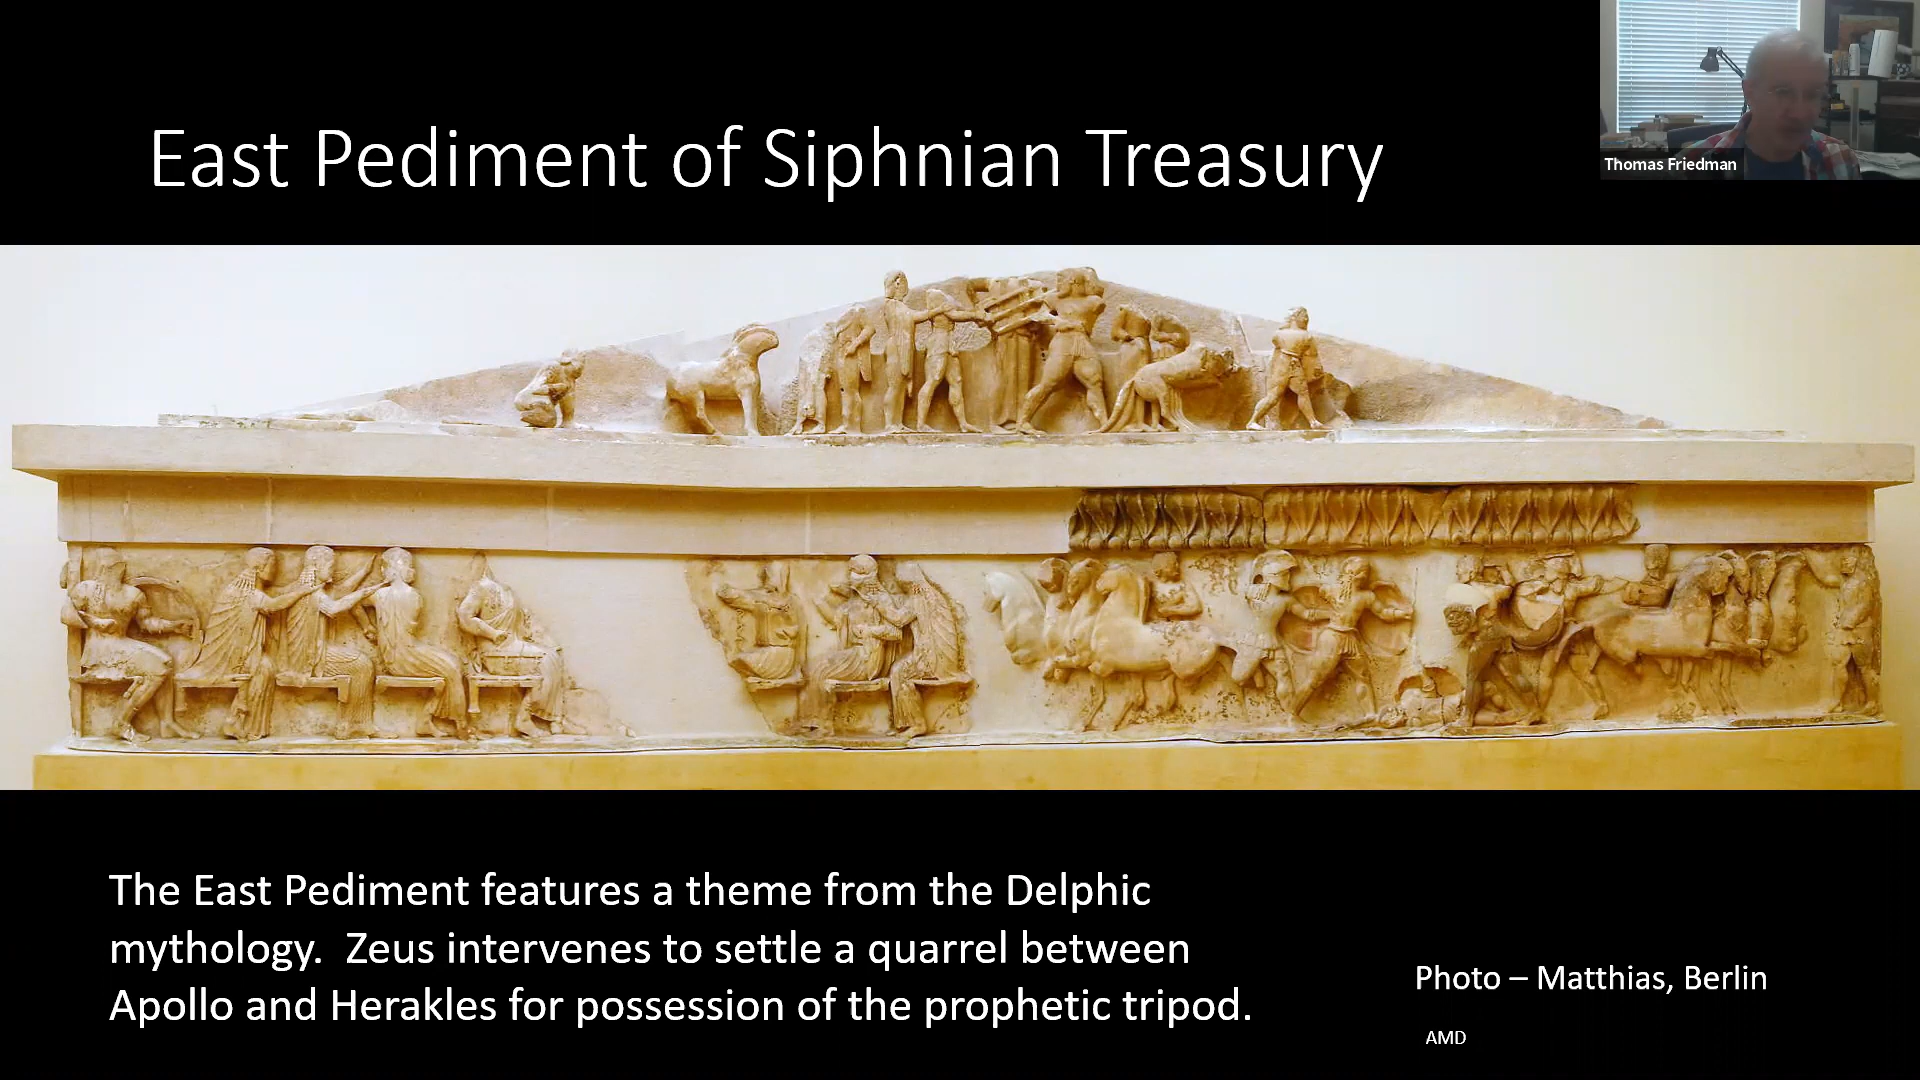 East Pediment of Siphnian Treasury
Thomas Friedman
The East Pediment features a theme from the Delphic
mythology.  Zeus intervenes to settle a quarrel between
Apollo and Herakles for possession of the prophetic tripod.
Photo – Matthias, Berlin
AMD